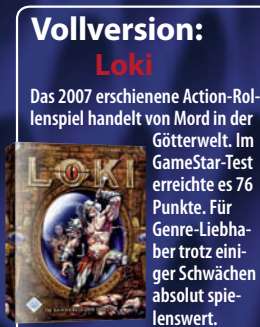 Vollversion:
Loki
Das 2007 erschienene Action-Rol-
lenspiel handelt von Mord in der
Götterwelt. Im
GameStar-Test
erreichte es 76
Punkte. Für
Genre-Liebha-
ber trotz eini-
ger Schwächen
absolut spie-
lenswert.
LOKI